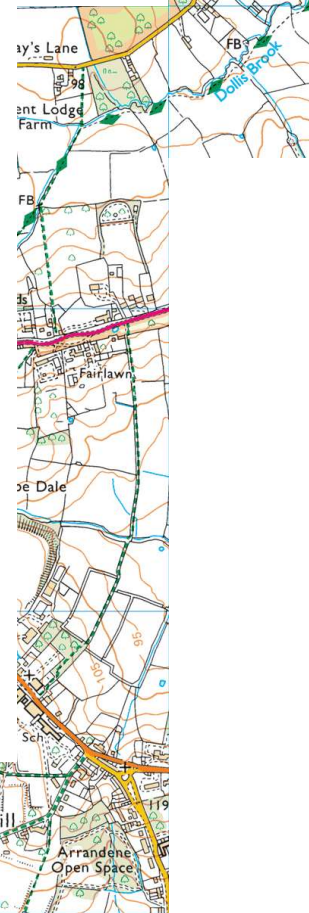 ay's Lane
FB
98
Dollis Brook
ent Lodge
Farm
FB
ds
Fairlawn
pe Dale
95
105
Sch
119
ill
Arrandene
Open Space